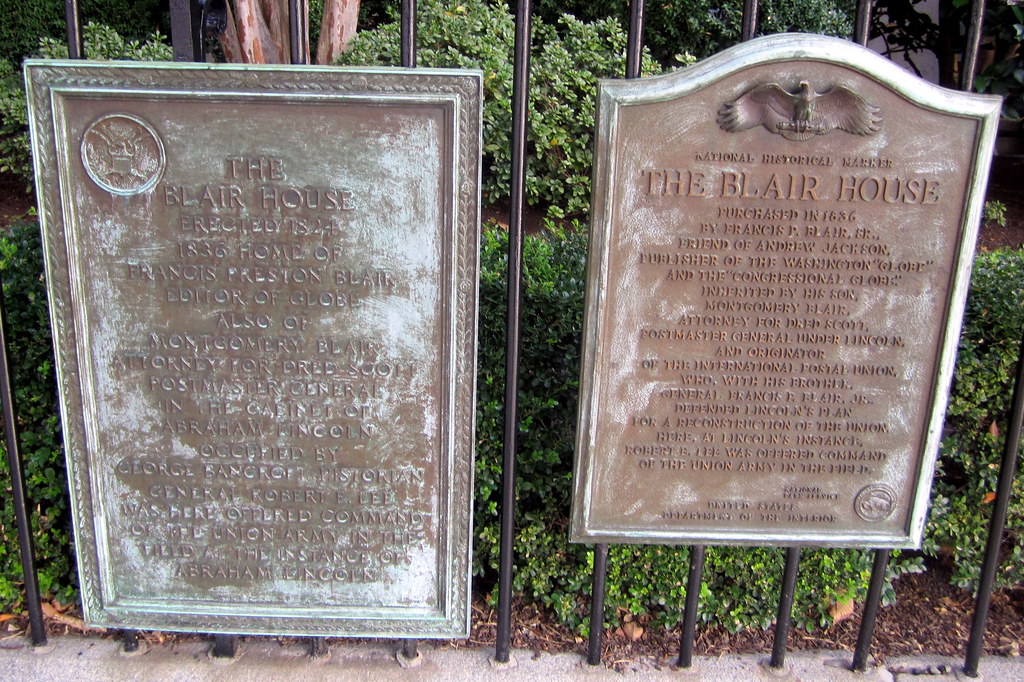 THE
BLAIR HOUSE
ERECTED 1824
1836 HOME OF
FRANCIS PRESTON BLAIR
EDITOR OF GLOBE
ALSO OF
MONTGOMERY BLAIR
ATTORNEY FOR DRED SCOTT
POSTMASTER GENERAL
IN THE CABINET OF
ABRAHAM LINCOLN
OCCUPIED BY
GEORGE BANCROFT, HISTORIAN
GENERAL ROBERT E. LEE
WAS HERE OFFERED COMMAND
OF THE UNION ARMY IN THE
FIELD AT THE INSTANCE OF
ABRAHAM LINCOLN
NATIONAL HISTORICAL MARKER
THE BLAIR HOUSE
PURCHASED IN 1836
BY FRANCIS P. BLAIR, SR.,
FRIEND OF ANDREW JACKSON,
PUBLISHER OF THE WASHINGTON "GLOBE"
AND THE "CONGRESSIONAL GLOBE"
INHERITED BY HIS SON,
MONTGOMERY BLAIR,
ATTORNEY FOR DRED SCOTT,
POSTMASTER GENERAL UNDER LINCOLN,
AND ORIGINATOR
OF THE INTERNATIONAL POSTAL UNION,
WHO, WITH HIS BROTHER,
GENERAL FRANCIS P. BLAIR, JR.,
DEFENDED LINCOLN'S PLAN
FOR A RECONSTRUCTION OF THE UNION.
HERE, AT LINCOLN'S INSTANCE,
ROBERT E. LEE WAS OFFERED COMMAND
OF THE UNION ARMY IN THE FIELD.
NATIONAL
PARK SERVICE
UNITED STATES
DEPARTMENT OF THE INTERIOR